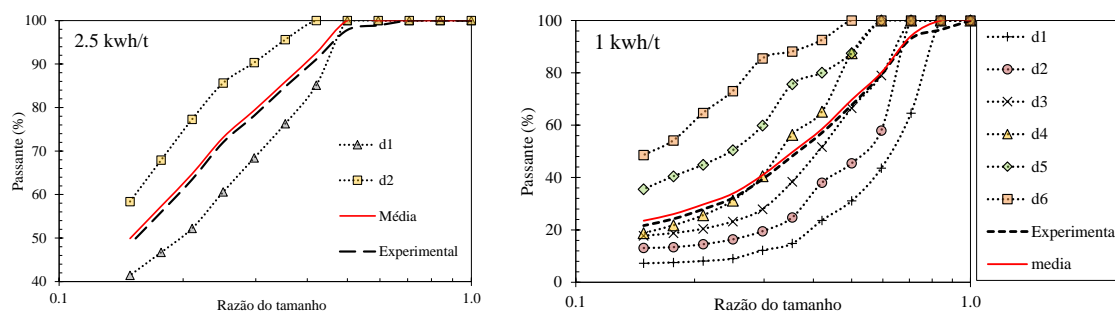 2.5 kwh/t
Passante (%)
100
90
80
70
60
50
40
0.1
1.0
Razão do tamanho
d1
d2
Média
Experimental
1 kwh/t
Passante (%)
100
80
60
40
20
0
0.1
1.0
Razão do tamanho
d1
d2
d3
d4
d5
d6
Experimental
media